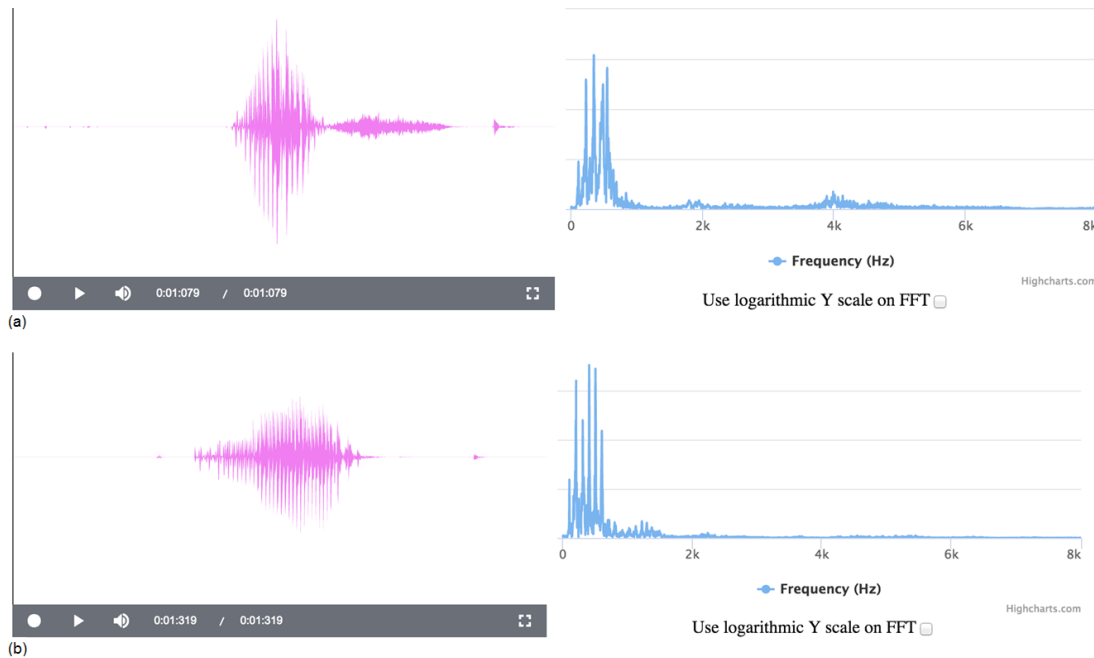 0 2k 4k 6k 8k
Frequency (Hz)
Highcharts.com
0:01:079 / 0:01:079
Use logarithmic Y scale on FFT
(a)
0 2k 4k 6k 8k
Frequency (Hz)
Highcharts.com
0:01:319 / 0:01:319
Use logarithmic Y scale on FFT
(b)